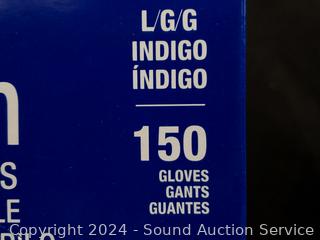 L/G/G
INDIGO
ÍNDIGO
150
GLOVES
GANTS
GUANTES
Copyright 2024 - Sound Auction Service